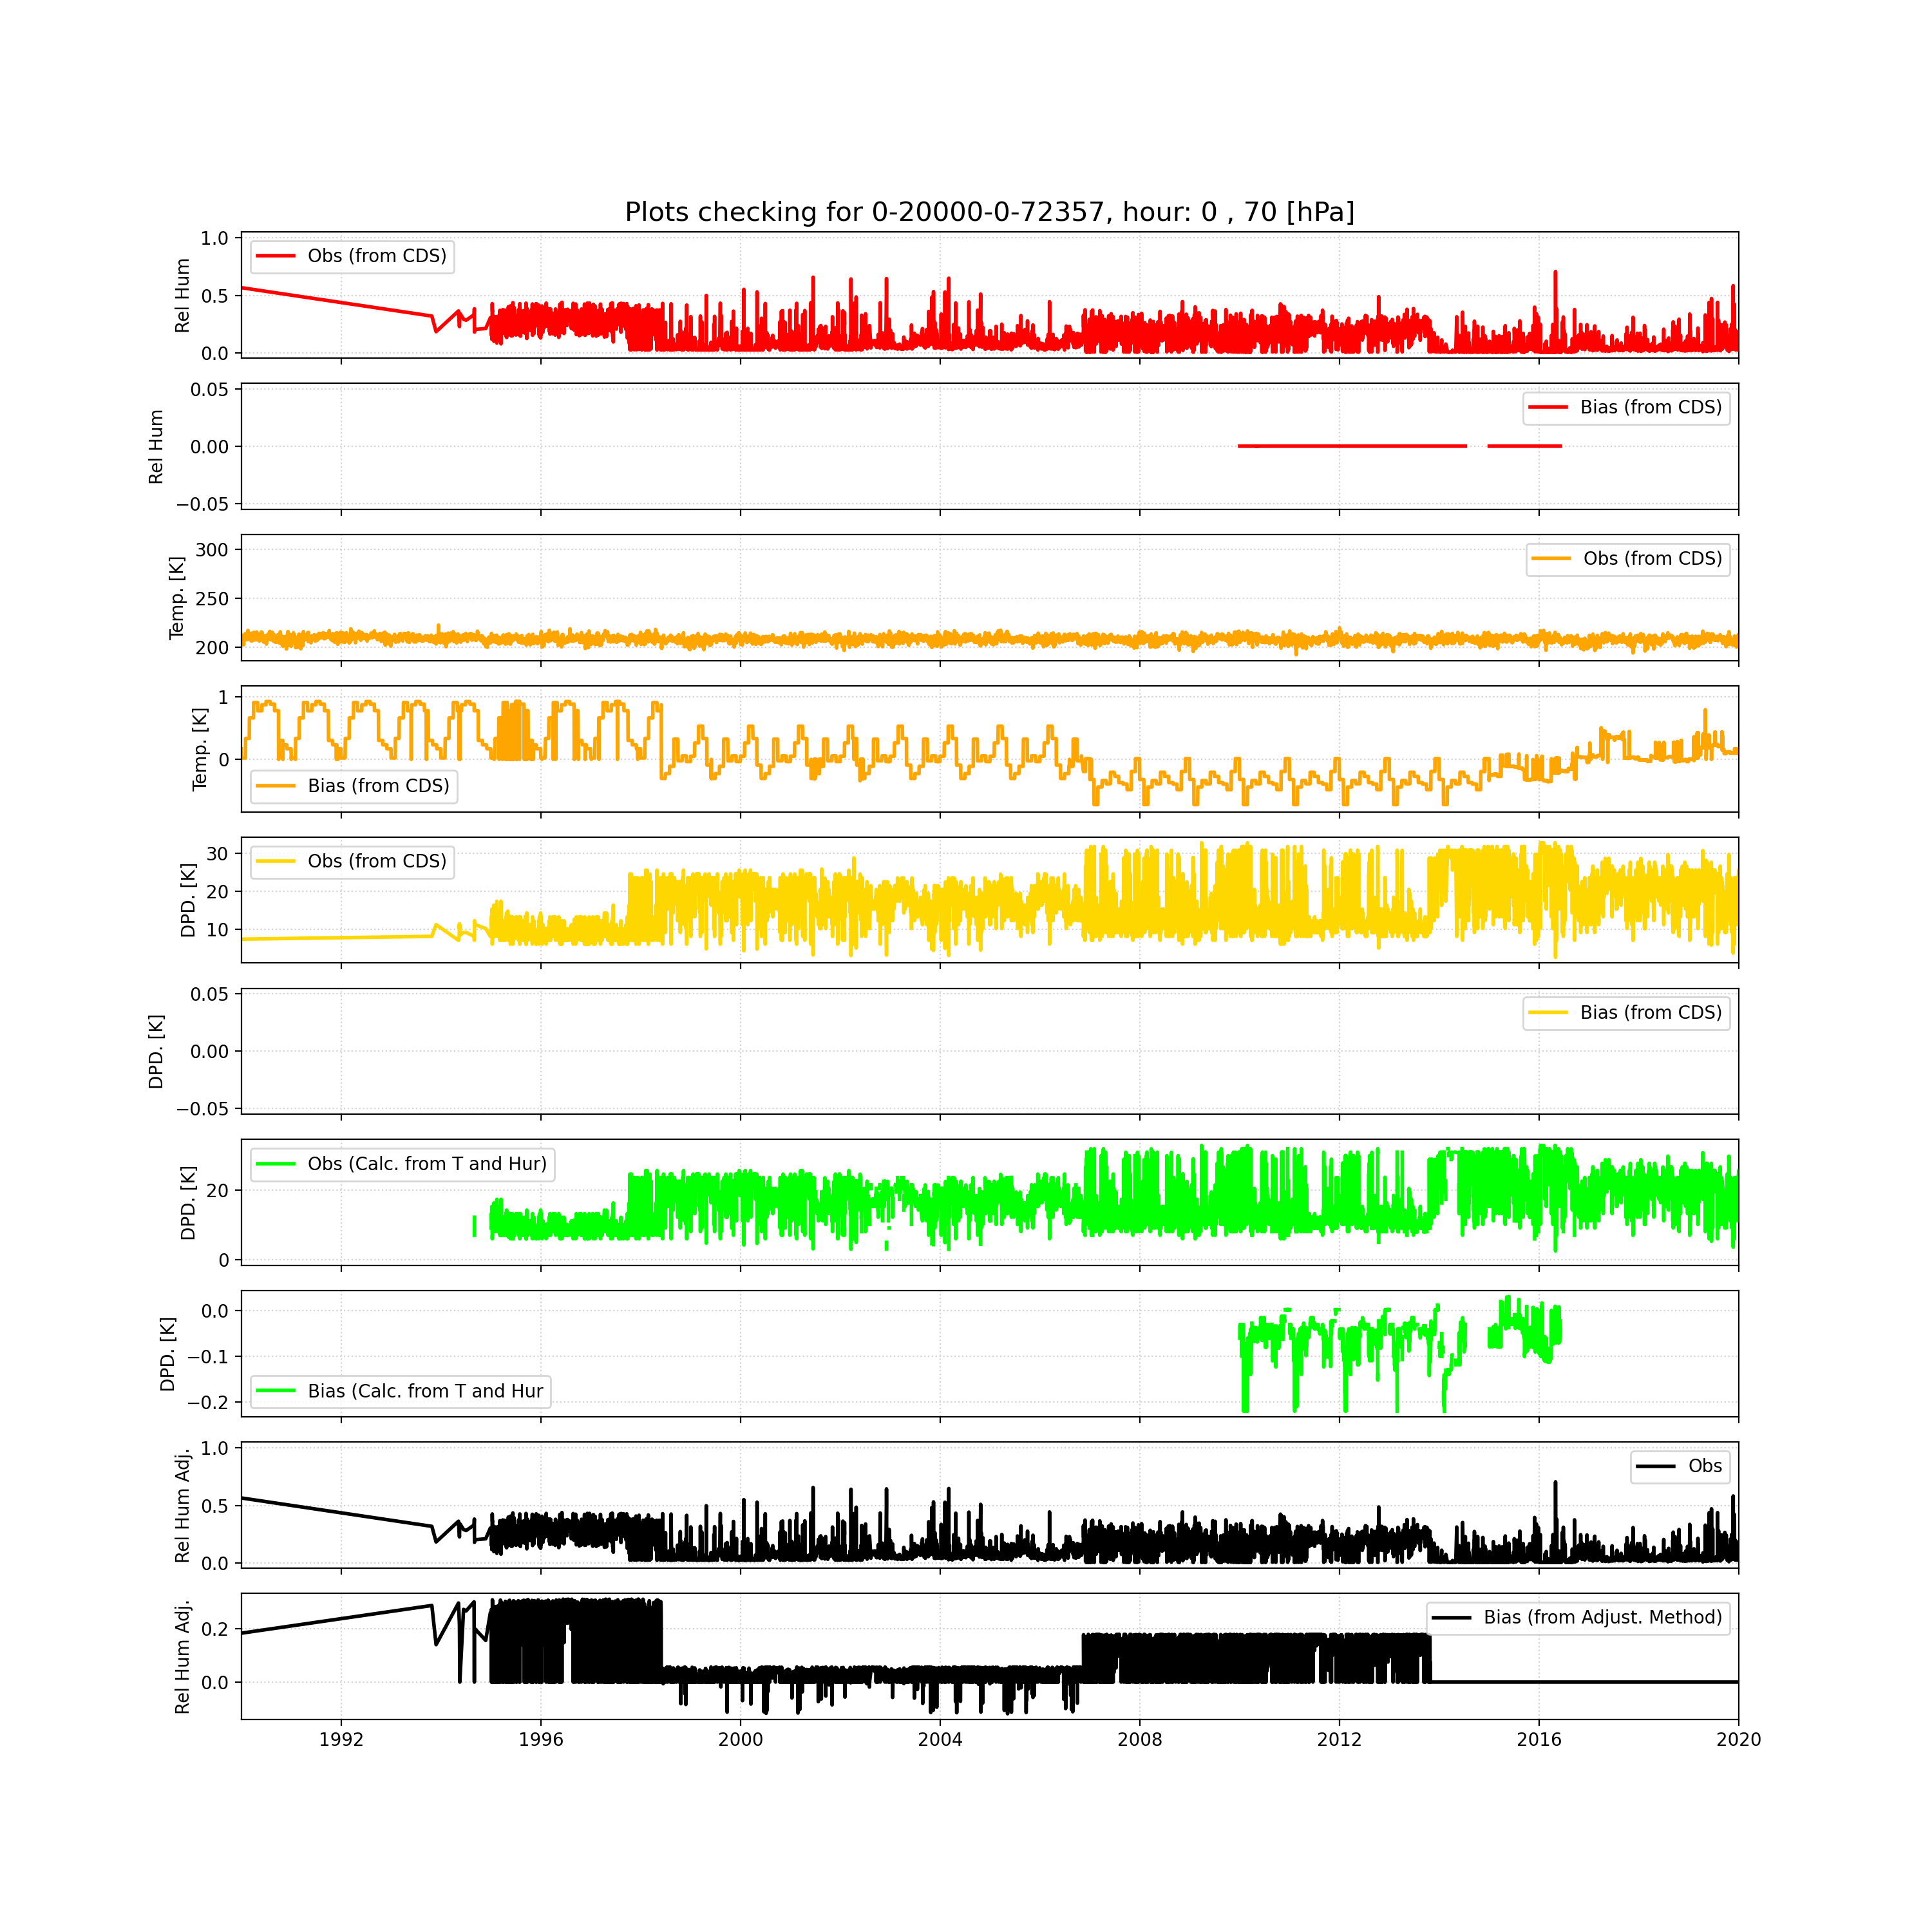 Plots checking for 0-20000-0-72357, hour: 0 , 70 [hPa]
Rel Hum
1.0
0.5
0.0
Obs (from CDS)
Rel Hum
0.05
0.00
−0.05
Bias (from CDS)
Temp. [K]
300
250
200
Obs (from CDS)
Temp. [K]
1
0
Bias (from CDS)
DPD. [K]
30
20
10
Obs (from CDS)
DPD. [K]
0.05
0.00
−0.05
Bias (from CDS)
DPD. [K]
20
0
Obs (Calc. from T and Hur)
DPD. [K]
0.0
−0.1
−0.2
Bias (Calc. from T and Hur
Rel Hum Adj.
1.0
0.5
0.0
Obs
Rel Hum Adj.
0.2
0.0
Bias (from Adjust. Method)
1992 1996 2000 2004 2008 2012 2016 2020